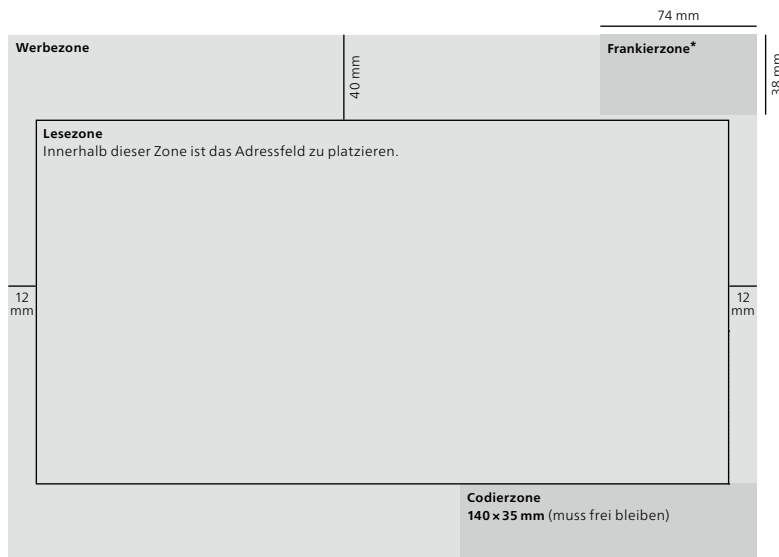 74 mm
Werbezone
Frankierzone*
40 mm
38 mm
Lesezone
Innerhalb dieser Zone ist das Adressfeld zu platzieren.
12
mm
12
mm
Codierzone
140 × 35 mm (muss frei bleiben)